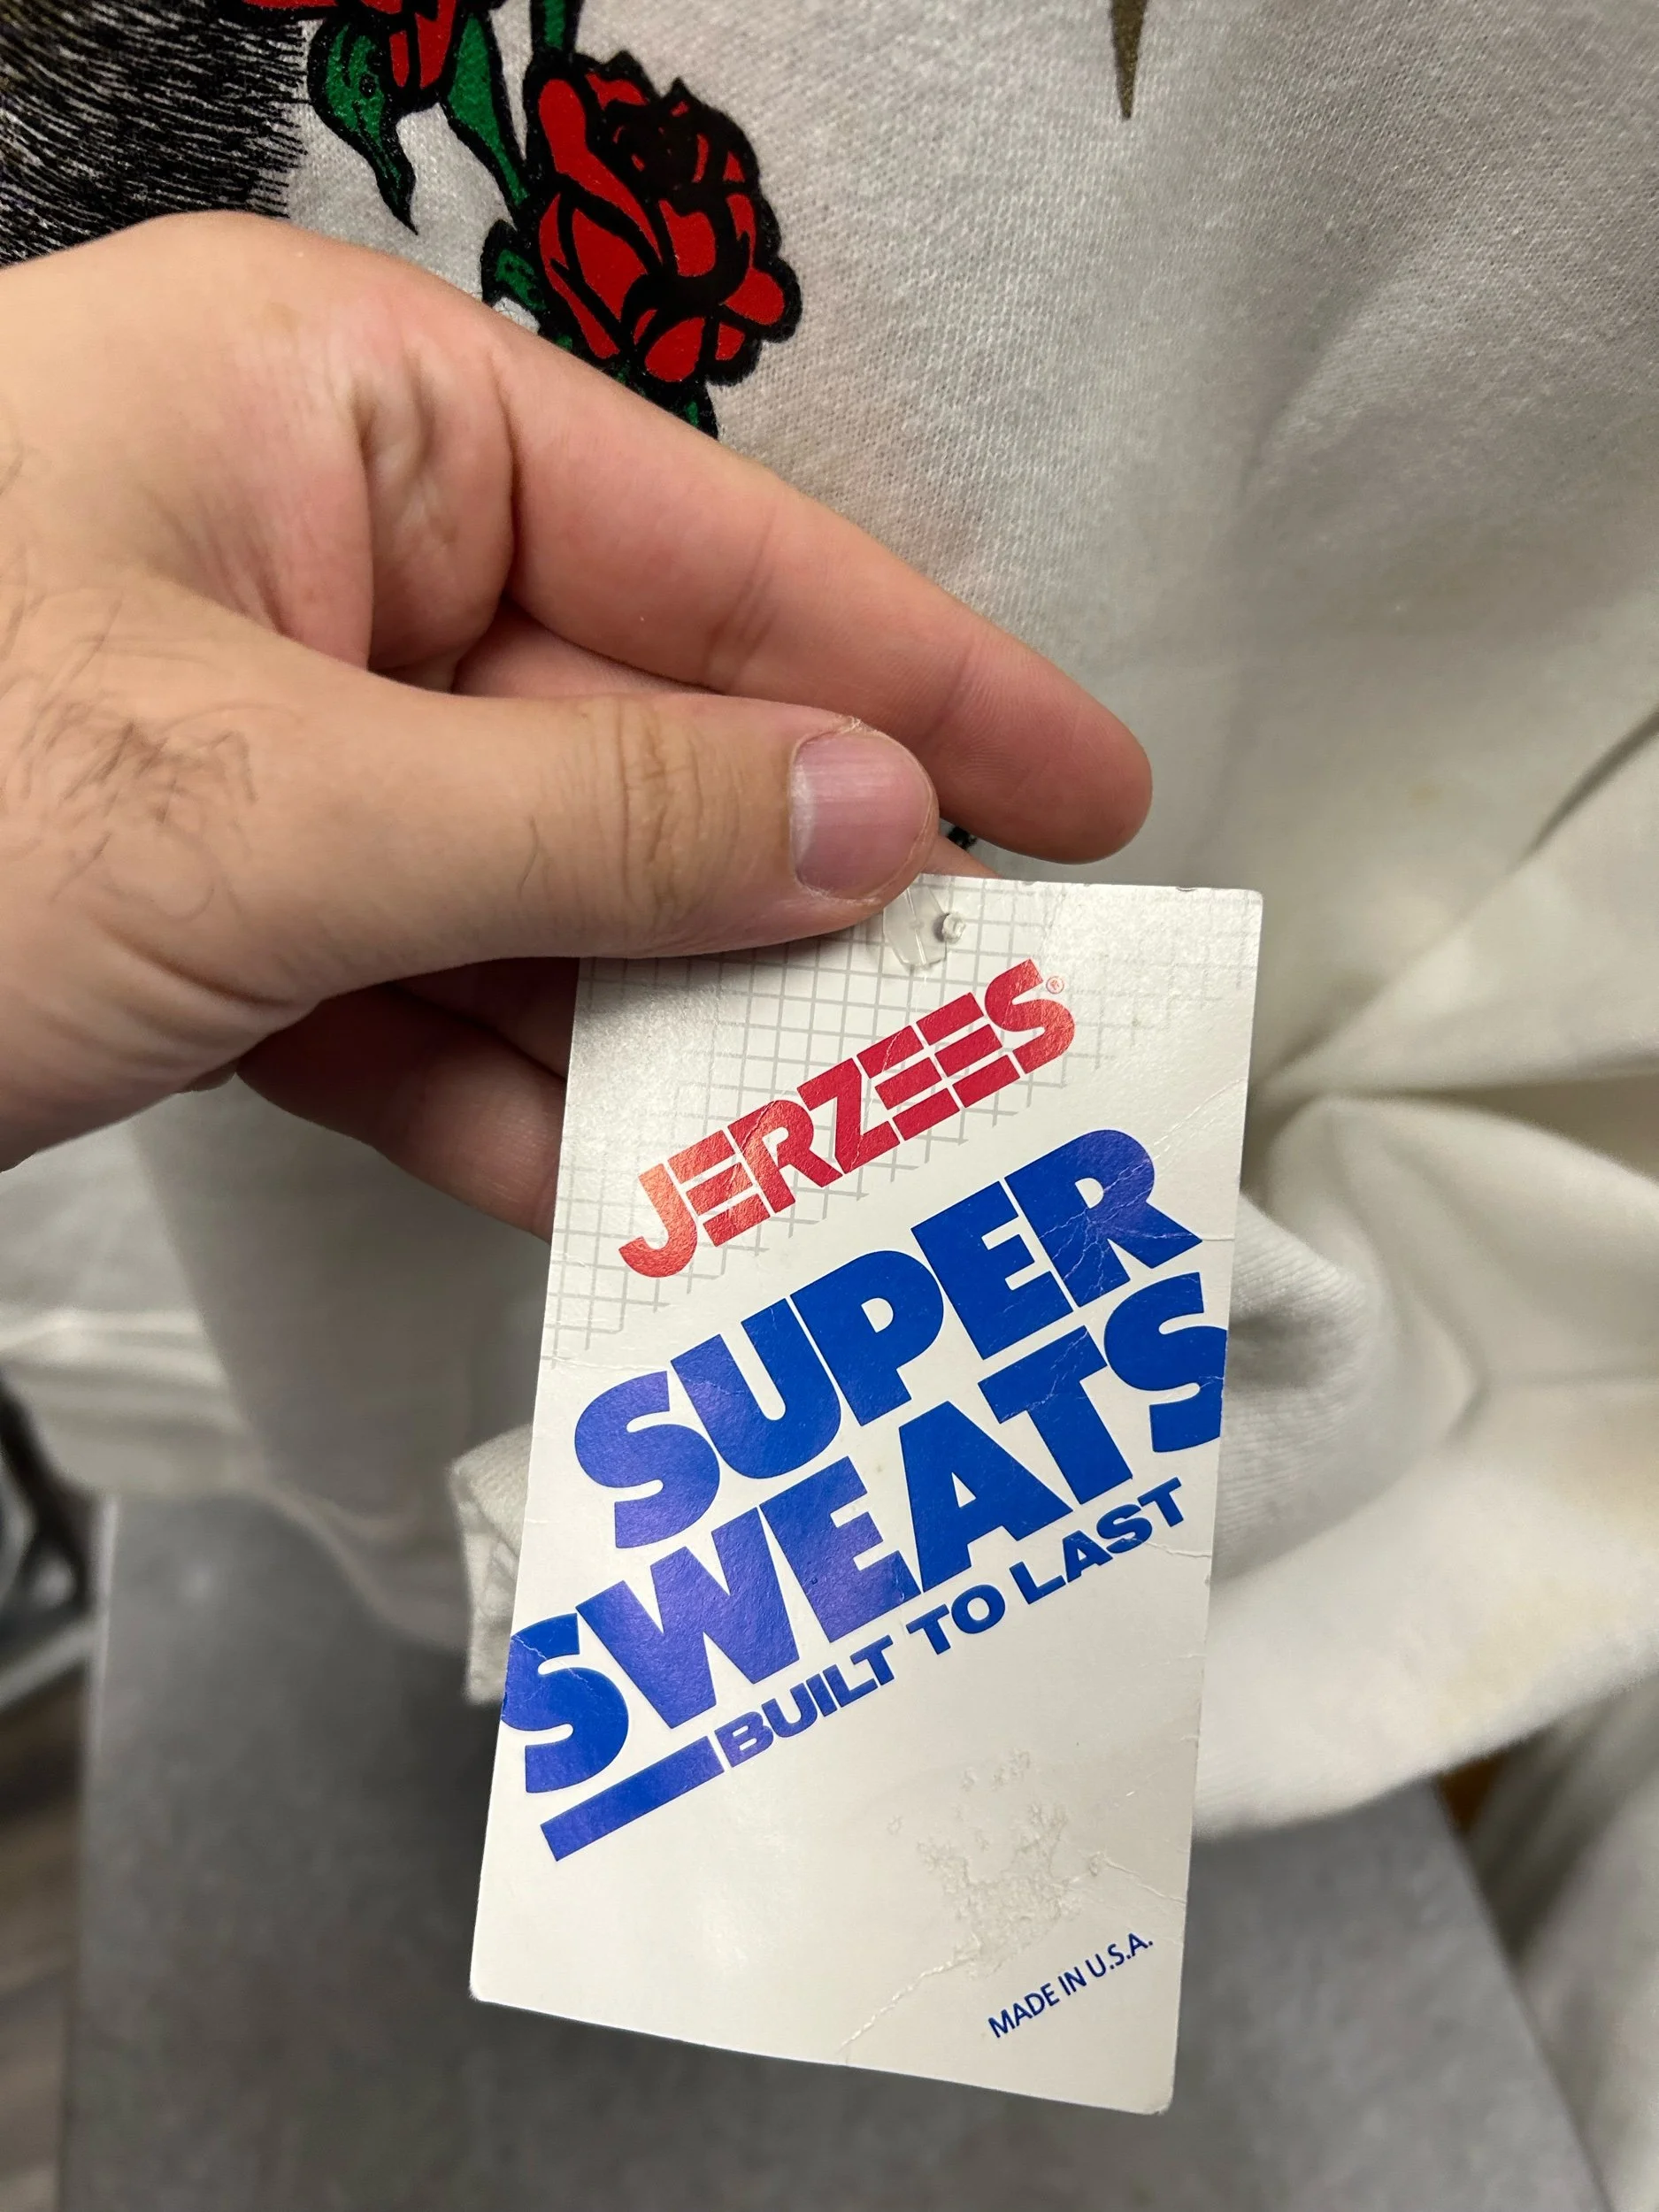 JERZEES®
SUPER
SWEATS
BUILT TO LAST
MADE IN U.S.A.